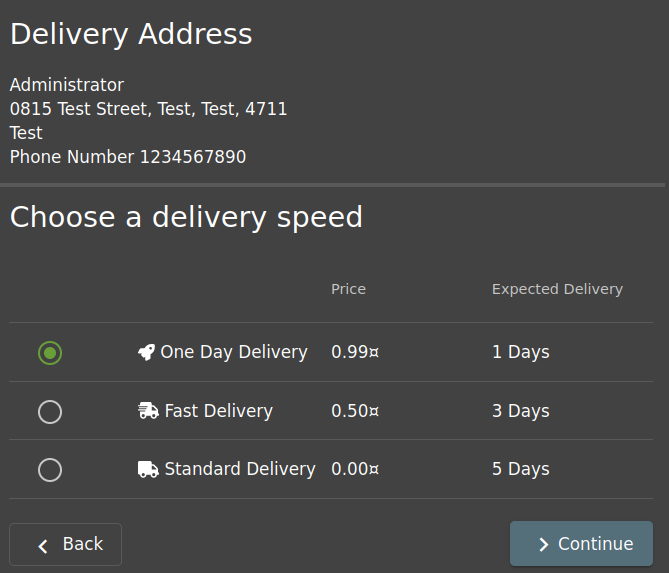 Delivery Address
Administrator
0815 Test Street, Test, Test, 4711
Test
Phone Number 1234567890
Choose a delivery speed
Price Expected Delivery
One Day Delivery 0.99¤ 1 Days
Fast Delivery 0.50¤ 3 Days
Standard Delivery 0.00¤ 5 Days
Back Continue